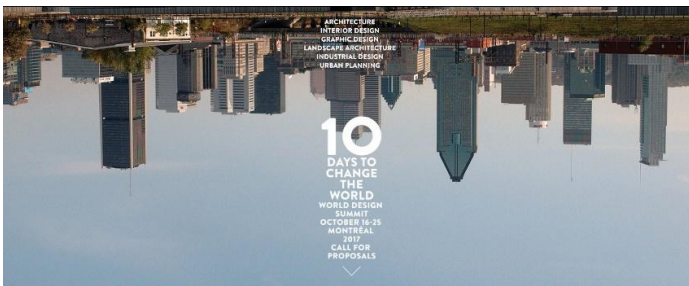 ARCHITECTURE
INTERIOR DESIGN
GRAPHIC DESIGN
LANDSCAPE ARCHITECTURE
INDUSTRIAL DESIGN
URBAN PLANNING
10
DAYS TO
CHANGE
THE
WORLD
WORLD DESIGN
SUMMIT
OCTOBER 16-25
MONTRÉAL
2017
CALL FOR
PROPOSALS